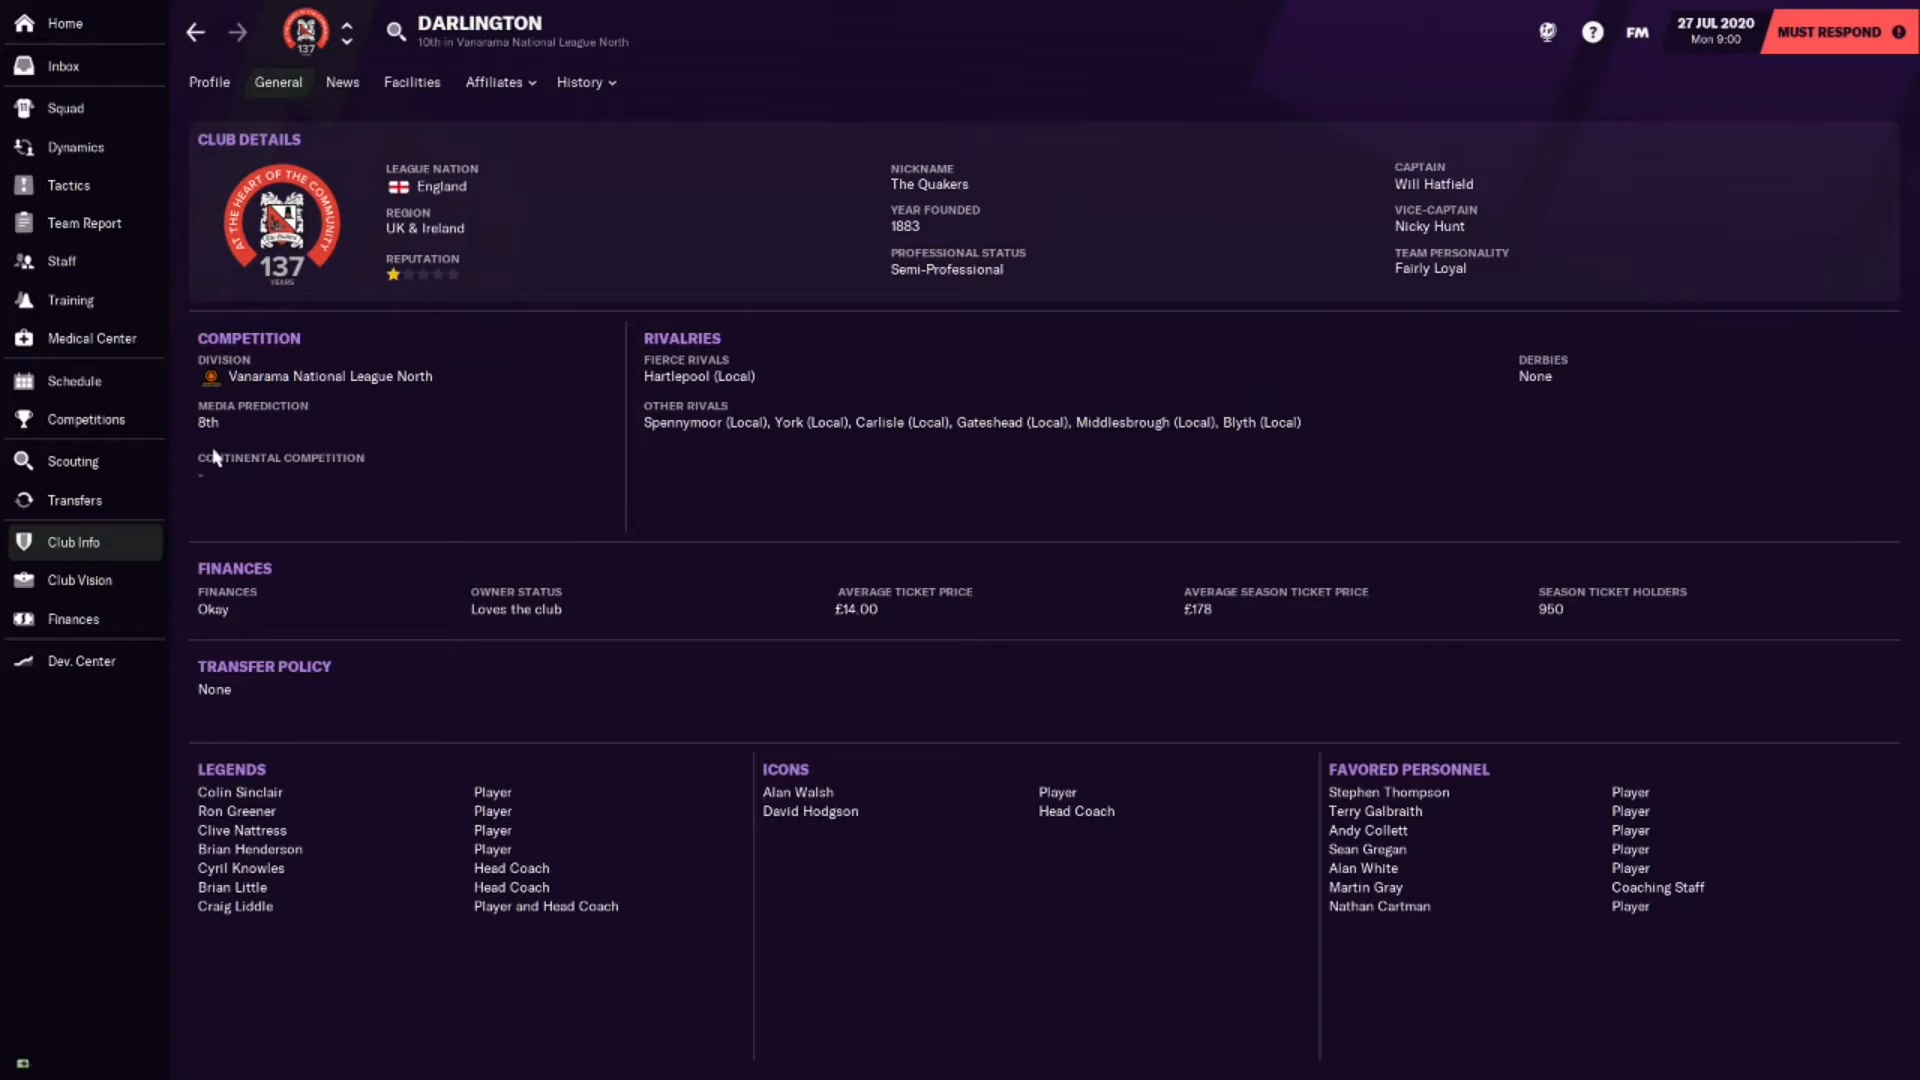 Home
Inbox
Squad
Dynamics
Tactics
Team Report
Staff
Training
Medical Center
Schedule
Competitions
Scouting
Transfers
Club Info
Club Vision
Finances
Dev. Center
137
DARLINGTON
10th in Vanarama National League North
FM
27 JUL 2020
Mon 9:00
MUST RESPOND
Profile
General
News
Facilities
Affiliates
History
CLUB DETAILS
AT THE HEART OF THE COMMUNITY
137
YEARS
LEAGUE NATION
England
REGION
UK & Ireland
REPUTATION
NICKNAME
The Quakers
YEAR FOUNDED
1883
PROFESSIONAL STATUS
Semi-Professional
CAPTAIN
Will Hatfield
VICE-CAPTAIN
Nicky Hunt
TEAM PERSONALITY
Fairly Loyal
COMPETITION
DIVISION
Vanarama National League North
MEDIA PREDICTION
8th
CONTINENTAL COMPETITION
-
RIVALRIES
FIERCE RIVALS
Hartlepool (Local)
OTHER RIVALS
Spennymoor (Local), York (Local), Carlisle (Local), Gateshead (Local), Middlesbrough (Local), Blyth (Local)
DERBIES
None
FINANCES
FINANCES
Okay
OWNER STATUS
Loves the club
AVERAGE TICKET PRICE
£14.00
AVERAGE SEASON TICKET PRICE
£178
SEASON TICKET HOLDERS
950
TRANSFER POLICY
None
LEGENDS
Colin Sinclair Player
Ron Greener Player
Clive Nattress Player
Brian Henderson Player
Cyril Knowles Head Coach
Brian Little Head Coach
Craig Liddle Player and Head Coach
ICONS
Alan Walsh Player
David Hodgson Head Coach
FAVORED PERSONNEL
Stephen Thompson Player
Terry Galbraith Player
Andy Collett Player
Sean Gregan Player
Alan White Player
Martin Gray Coaching Staff
Nathan Cartman Player